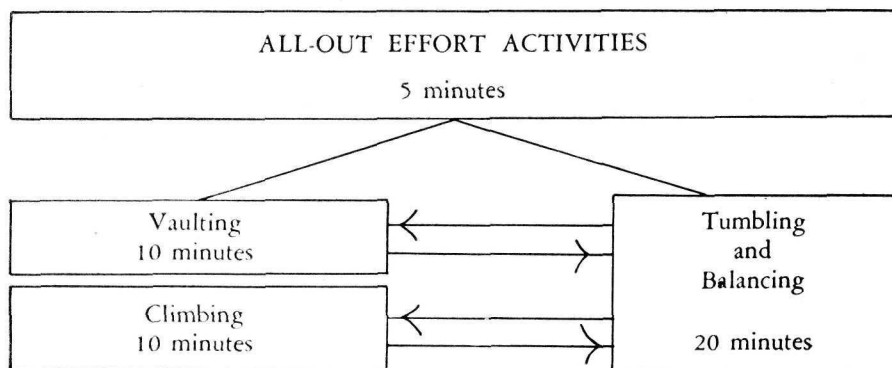 ALL-OUT EFFORT ACTIVITIES
5 minutes
Vaulting
10 minutes
Climbing
10 minutes
Tumbling
and
Balancing
20 minutes